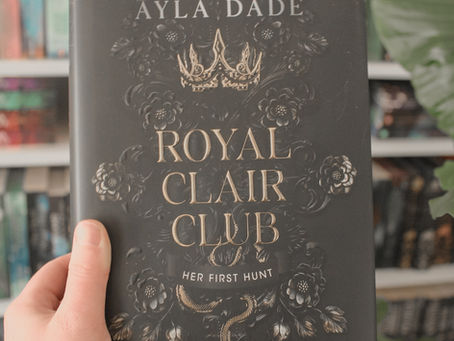 AYLA DADE
ROYAL
CLAIR
CLUB
HER FIRST HUNT